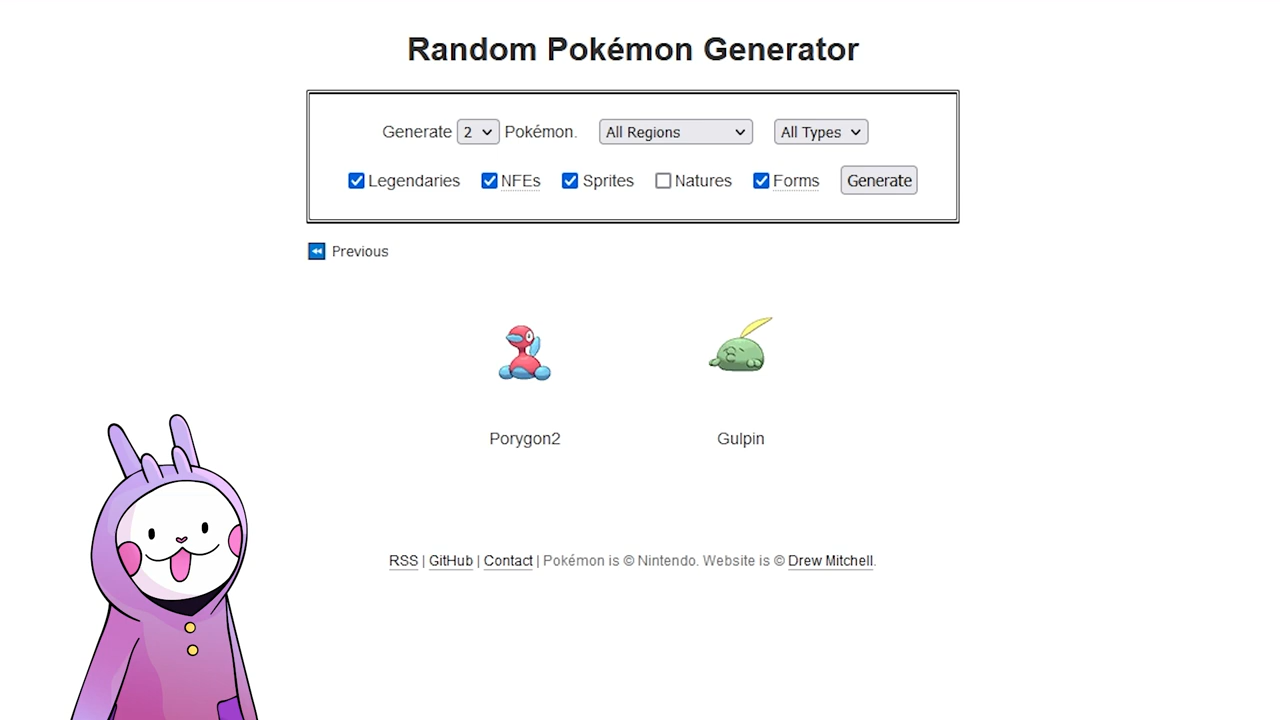 Random Pokémon Generator
Generate 2 Pokémon. All Regions All Types
Legendaries NFEs Sprites Natures Forms Generate
Previous
Porygon2 Gulpin
RSS | GitHub | Contact | Pokémon is © Nintendo. Website is © Drew Mitchell.